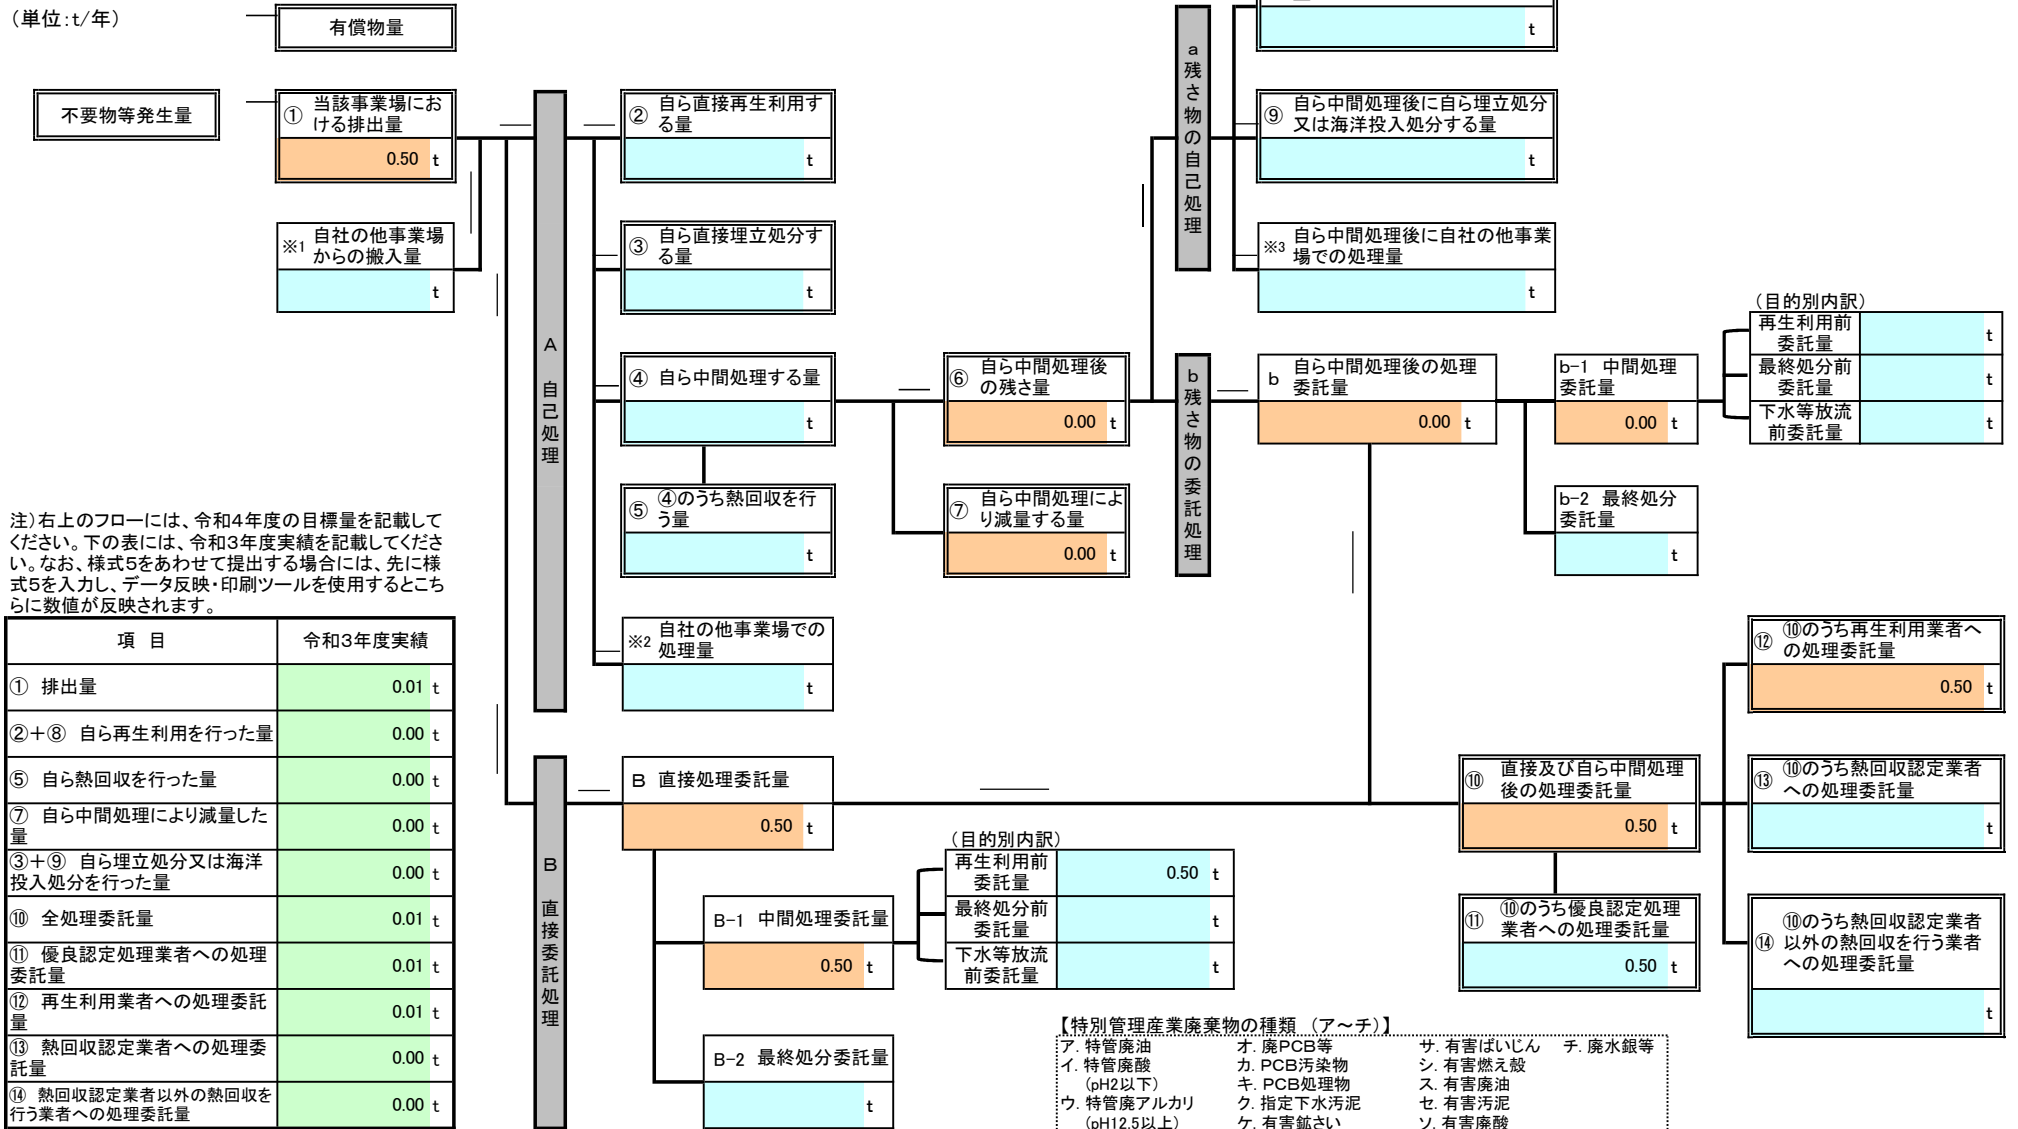 （単位:t/年）
有償物量
t
不要物等発生量
① 当該事業場にお
ける排出量
0.50 t
※1 自社の他事業場
からの搬入量
t
A 自己処理
② 自ら直接再生利用す
る量
t
③ 自ら直接埋立処分す
る量
t
④ 自ら中間処理する量
t
⑤ ④のうち熱回収を行
う量
t
※2 自社の他事業場での
処理量
t
⑥ 自ら中間処理後
の残さ量
0.00 t
⑦ 自ら中間処理によ
り減量する量
0.00 t
a 残さ物の自己処理
⑨ 自ら中間処理後に自ら埋立処分
又は海洋投入処分する量
t
※3 自ら中間処理後に自社の他事業
場での処理量
t
b 残さ物の委託処理
b 自ら中間処理後の処理
委託量
0.00 t
b-1 中間処理
委託量
0.00 t
b-2 最終処分
委託量
t
（目的別内訳）
再生利用前
委託量
t
最終処分前
委託量
t
下水等放流
前委託量
t
注）右上のフローには、令和4年度の目標量を記載して
ください。下の表には、令和3年度実績を記載してくださ
い。なお、様式5をあわせて提出する場合には、先に様
式5を入力し、データ反映・印刷ツールを使用するとこち
らに数値が反映されます。
項 目 令和3年度実績
① 排出量 0.01 t
②＋⑧ 自ら再生利用を行った量 0.00 t
⑤ 自ら熱回収を行った量 0.00 t
⑦ 自ら中間処理により減量した
量 0.00 t
③＋⑨ 自ら埋立処分又は海洋
投入処分を行った量 0.00 t
⑩ 全処理委託量 0.01 t
⑪ 優良認定処理業者への処理
委託量 0.01 t
⑫ 再生利用業者への処理委託
量 0.01 t
⑬ 熱回収認定業者への処理委
託量 0.00 t
⑭ 熱回収認定業者以外の熱回収を
行う業者への処理委託量 0.00 t
B 直接委託処理
B 直接処理委託量
0.50 t
B-1 中間処理委託量
0.50 t
B-2 最終処分委託量
t
（目的別内訳）
再生利用前
委託量
0.50 t
最終処分前
委託量
t
下水等放流
前委託量
t
⑩ 直接及び自ら中間処理
後の処理委託量
0.50 t
⑪ ⑩のうち優良認定処理
業者への処理委託量
0.50 t
⑫ ⑩のうち再生利用業者へ
の処理委託量
0.50 t
⑬ ⑩のうち熱回収認定業者
への処理委託量
t
⑭ ⑩のうち熱回収認定業者
以外の熱回収を行う業者
への処理委託量
t
【特別管理産業廃棄物の種類 （ア～チ）】
ア. 特管廃油 オ. 廃PCB等 サ. 有害ばいじん チ. 廃水銀等
イ. 特管廃酸 カ. PCB汚染物 シ. 有害燃え殻
（pH2以下） キ. PCB処理物 ス. 有害廃油
ウ. 特管廃アルカリ ク. 指定下水汚泥 セ. 有害汚泥
（pH12.5以上） ケ. 有害鉱さい ソ. 有害廃酸